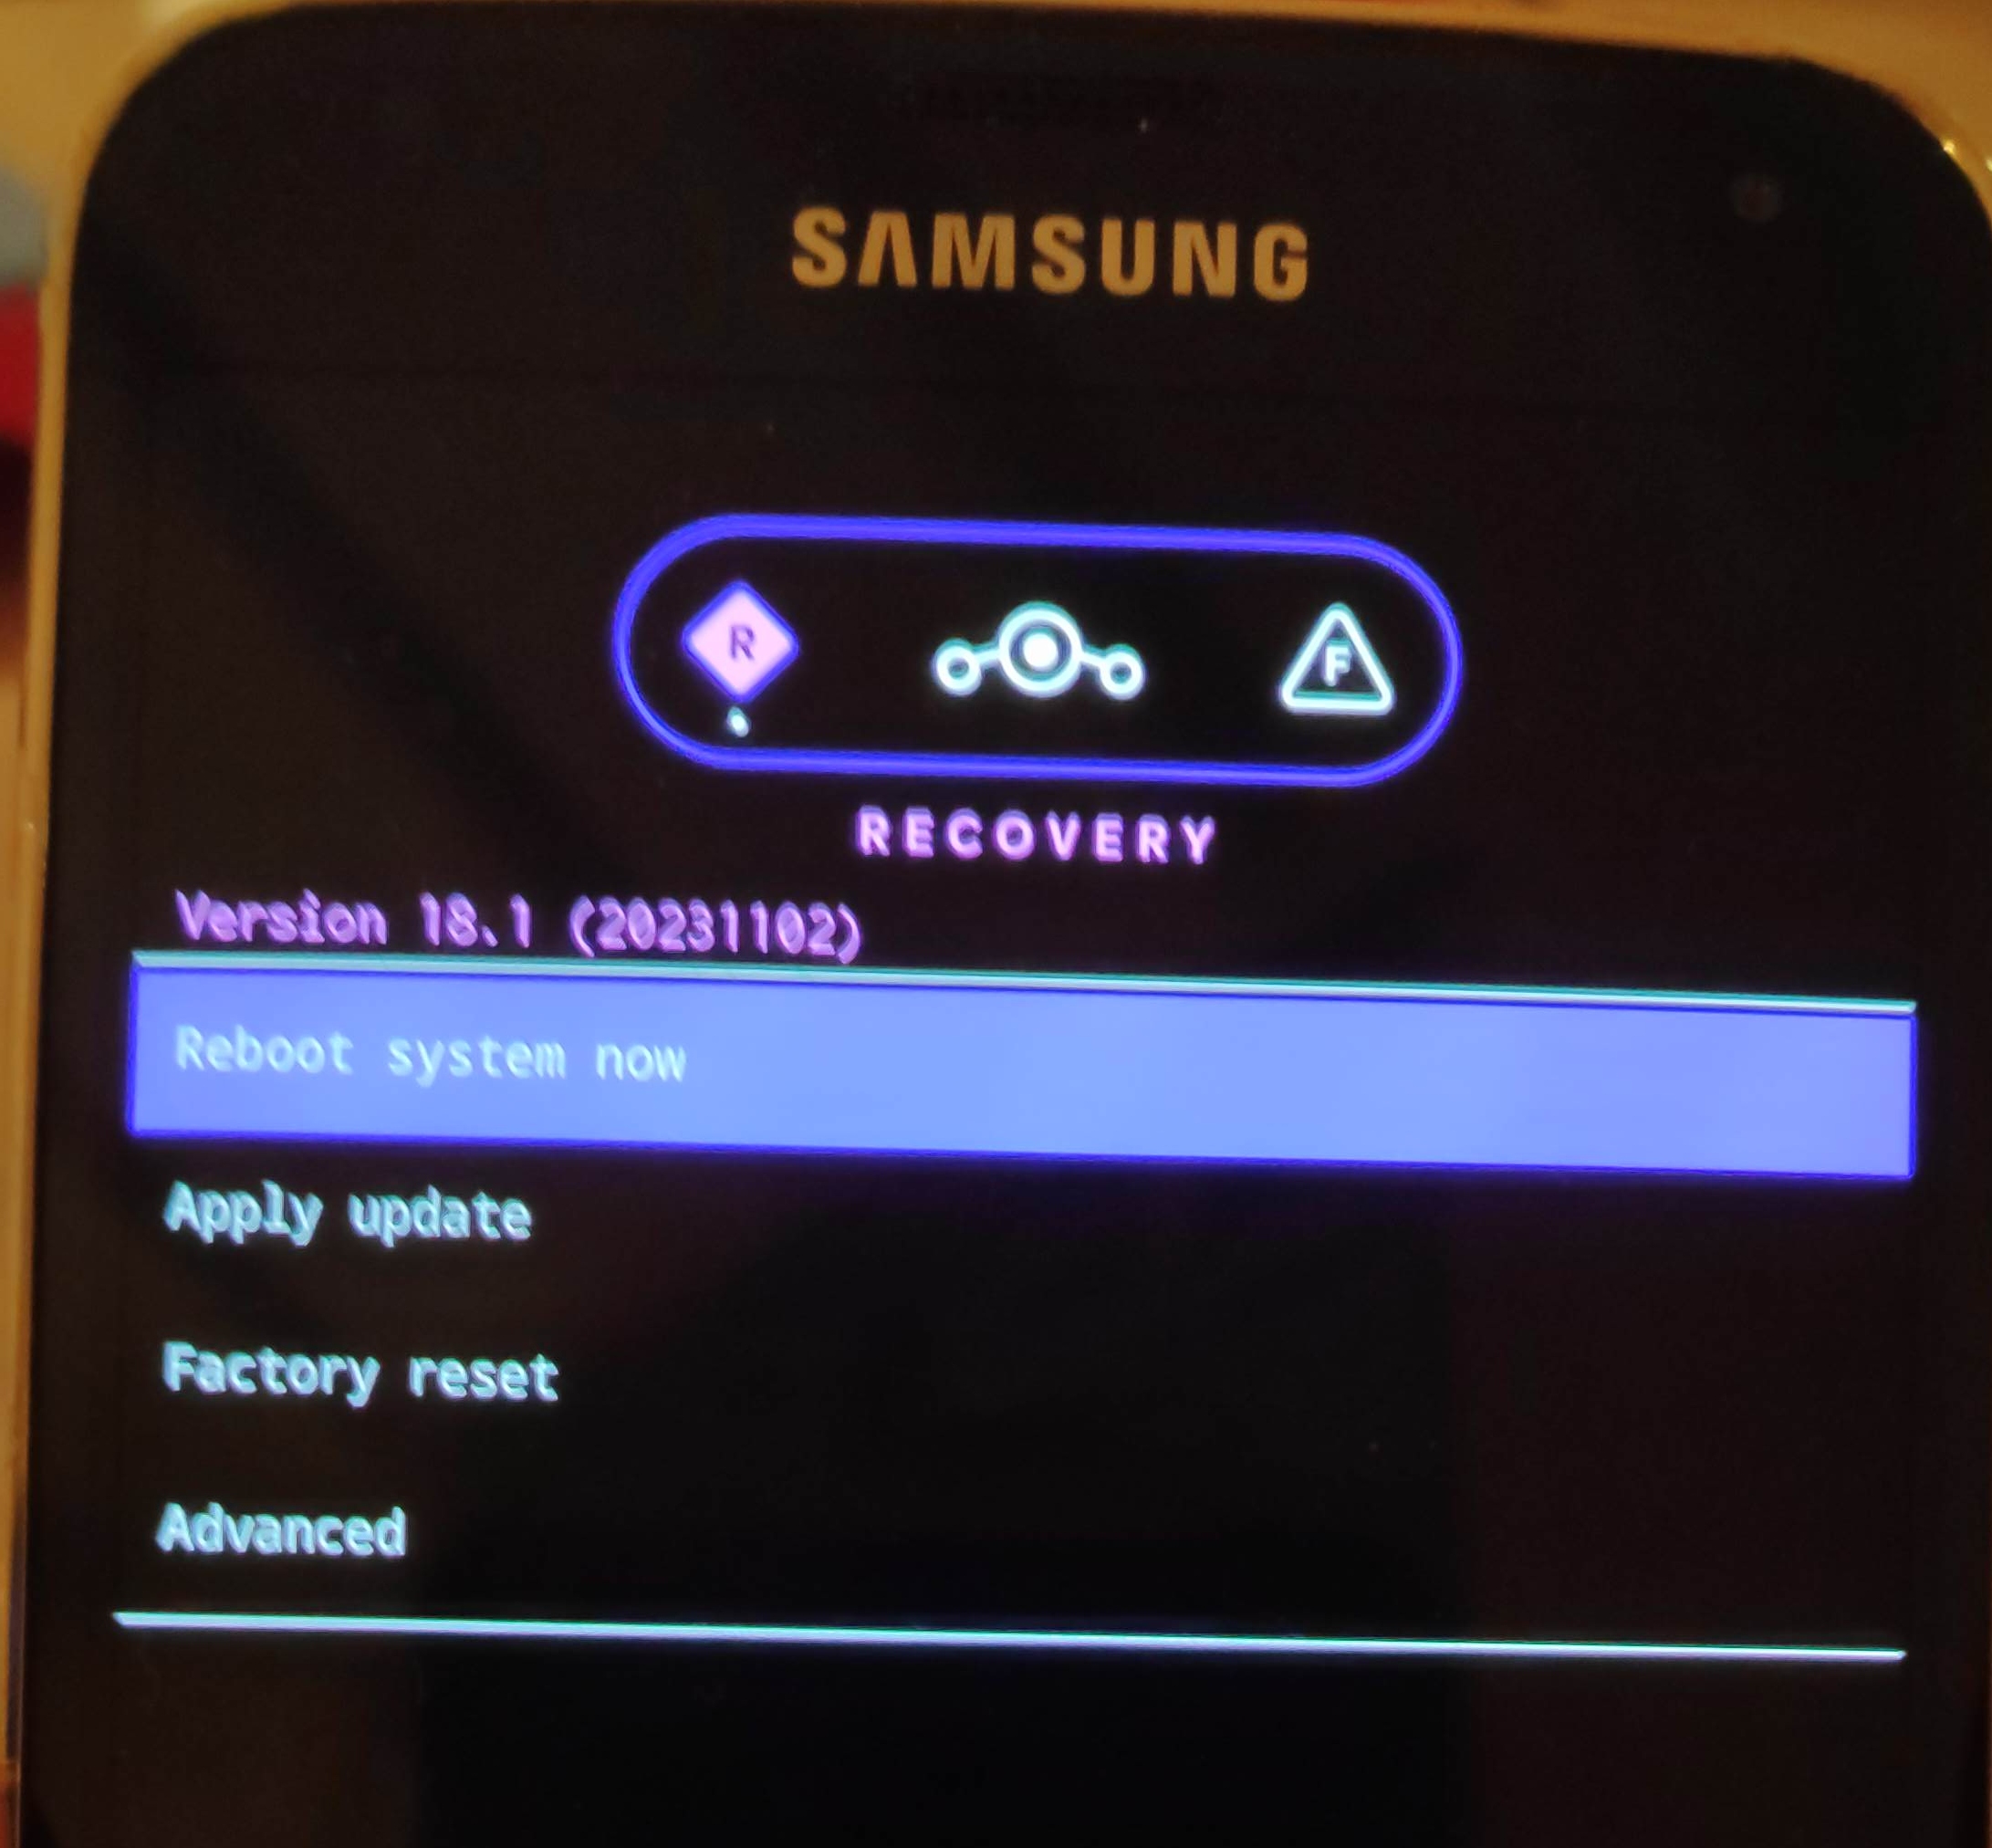 SAMSUNG
R F
RECOVERY
Version 18.1 (20231102)
Reboot system now
Apply update
Factory reset
Advanced